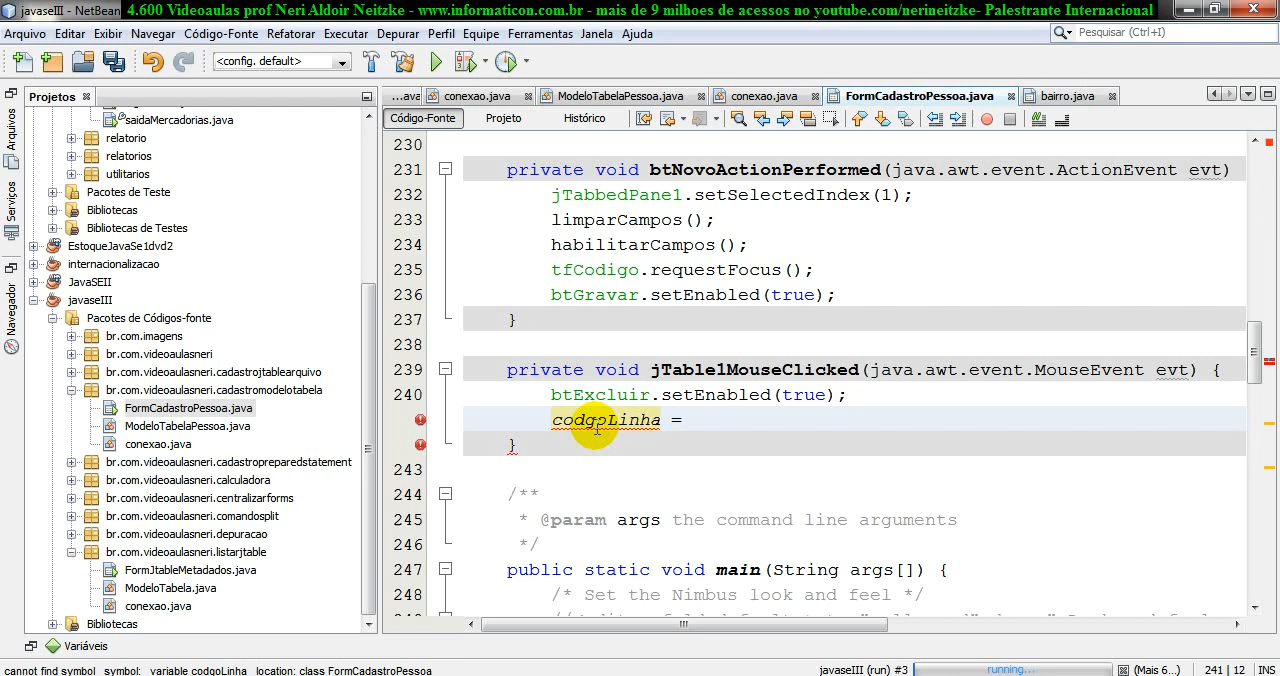 javaseIII - NetBean
4.600 Videoaulas prof Neri Aldoir Neitzke - www.informaticon.com.br - mais de 9 milhoes de acessos no youtube.com/nerineitzke- Palestrante Internacional
Arquivo Editar Exibir Navegar Código-Fonte Refatorar Executar Depurar Perfil Equipe Ferramentas Janela Ajuda
Pesquisar (Ctrl+I)
<config. default>
Projetos
...ava conexao.java ModeloTabelaPessoa.java conexao.java FormCadastroPessoa.java bairro.java
Código-Fonte Projeto Histórico
Arquivos
Serviços
Navegador
saidaMercadorias.java
relatorio
relatorios
utilitarios
Pacotes de Teste
Bibliotecas
Bibliotecas de Testes
EstoqueJavaSe1dvd2
internacionalizacao
JavaSEII
javaseIII
Pacotes de Códigos-fonte
br.com.imagens
br.com.videoaulasneri
br.com.videoaulasneri.cadastrojtablearquivo
br.com.videoaulasneri.cadastromodelotabela
FormCadastroPessoa.java
ModeloTabelaPessoa.java
conexao.java
br.com.videoaulasneri.cadastropreparedstatement
br.com.videoaulasneri.calculadora
br.com.videoaulasneri.centralizarforms
br.com.videoaulasneri.comandosplit
br.com.videoaulasneri.depuracao
br.com.videoaulasneri.listarjtable
FormJtableMetadados.java
ModeloTabela.java
conexao.java
Bibliotecas
230
231 private void btNovoActionPerformed(java.awt.event.ActionEvent evt)
232 jTabbedPane1.setSelectedIndex(1);
233 limparCampos();
234 habilitarCampos();
235 tfCodigo.requestFocus();
236 btGravar.setEnabled(true);
237 }
238
239 private void jTable1MouseClicked(java.awt.event.MouseEvent evt) {
240 btExcluir.setEnabled(true);
codgoLinha =
}
243
244 /**
245 * @param args the command line arguments
246 */
247 public static void main(String args[]) {
248 /* Set the Nimbus look and feel */
Variáveis
cannot find symbol symbol: variable codgoLinha location: class FormCadastroPessoa
javaseIII (run) #3 running... (Mais 6...) 241 | 12 INS